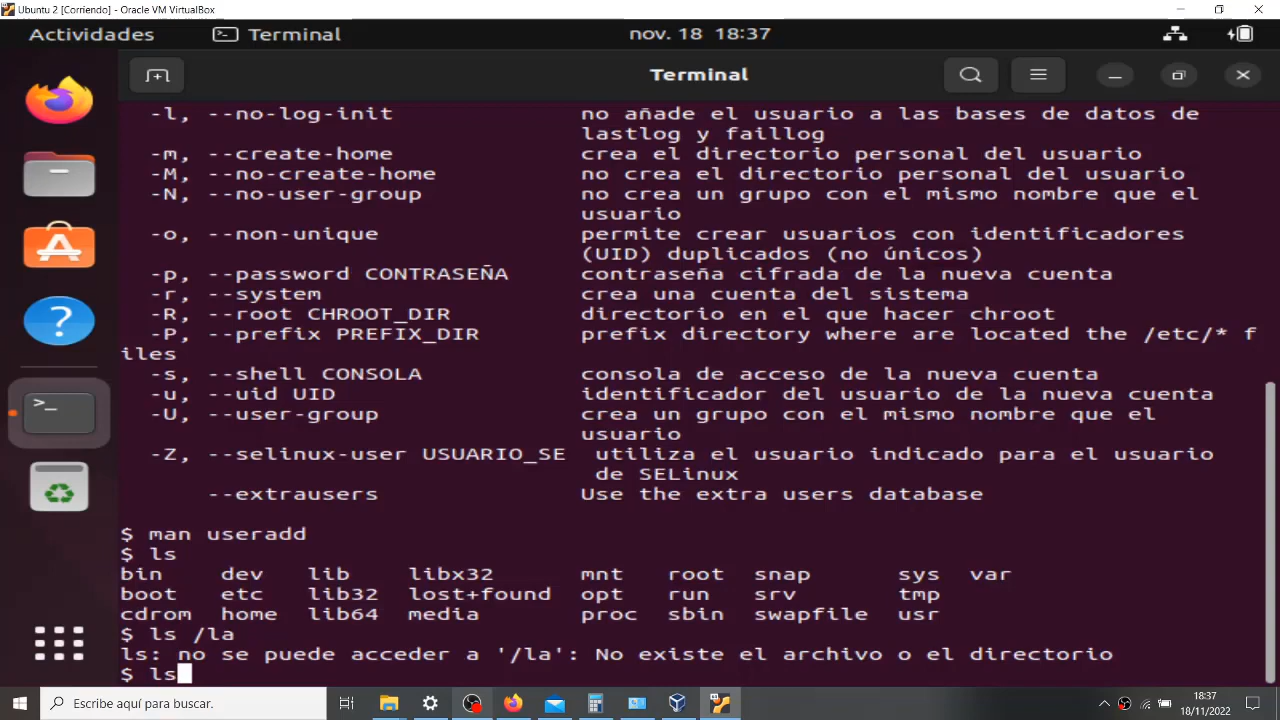 Ubuntu 2 [Corriendo] - Oracle VM VirtualBox
Actividades Terminal nov. 18 18:37
Terminal
-l, --no-log-init no añade el usuario a las bases de datos de
lastlog y faillog
-m, --create-home crea el directorio personal del usuario
-M, --no-create-home no crea el directorio personal del usuario
-N, --no-user-group no crea un grupo con el mismo nombre que el
usuario
-o, --non-unique permite crear usuarios con identificadores
(UID) duplicados (no únicos)
-p, --password CONTRASEÑA contraseña cifrada de la nueva cuenta
-r, --system crea una cuenta del sistema
-R, --root CHROOT_DIR directorio en el que hacer chroot
-P, --prefix PREFIX_DIR prefix directory where are located the /etc/* f
iles
-s, --shell CONSOLA consola de acceso de la nueva cuenta
-u, --uid UID identificador del usuario de la nueva cuenta
-U, --user-group crea un grupo con el mismo nombre que el
usuario
-Z, --selinux-user USUARIO_SE utiliza el usuario indicado para el usuario
de SELinux
--extrausers Use the extra users database
$ man useradd
$ ls
bin dev lib libx32 mnt root snap sys var
boot etc lib32 lost+found opt run srv tmp
cdrom home lib64 media proc sbin swapfile usr
$ ls /la
ls: no se puede acceder a '/la': No existe el archivo o el directorio
$ ls
Escribe aquí para buscar.
18:37
18/11/2022